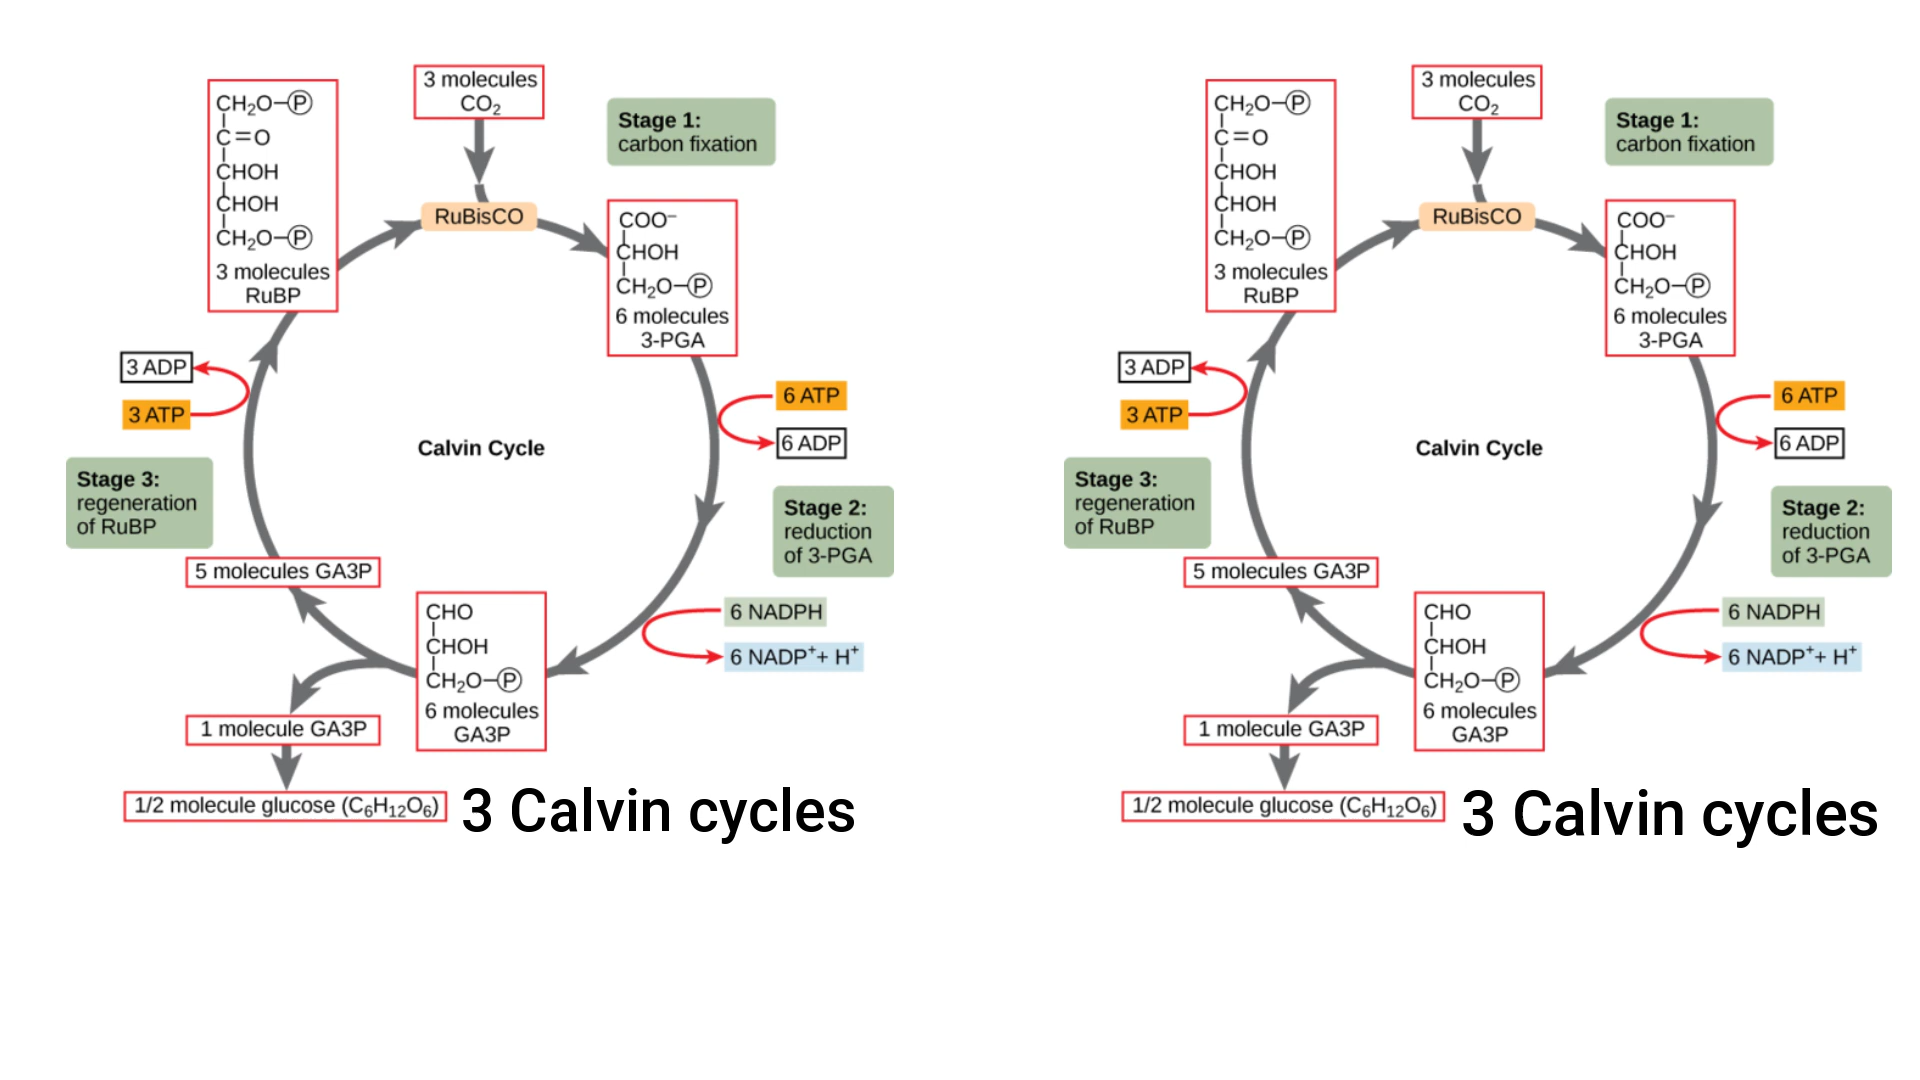 CH₂O–Ⓟ
C=O
CHOH
CHOH
CH₂O–Ⓟ
3 molecules
RuBP
3 molecules
CO₂
Stage 1:
carbon fixation
RuBisCO
COO⁻
CHOH
CH₂O–Ⓟ
6 molecules
3-PGA
3 ADP
3 ATP
6 ATP
6 ADP
Calvin Cycle
Stage 3:
regeneration
of RuBP
Stage 2:
reduction
of 3-PGA
5 molecules GA3P
CHO
CHOH
CH₂O–Ⓟ
6 molecules
GA3P
6 NADPH
6 NADP⁺+ H⁺
1 molecule GA3P
1/2 molecule glucose (C₆H₁₂O₆)
3 Calvin cycles
CH₂O–Ⓟ
C=O
CHOH
CHOH
CH₂O–Ⓟ
3 molecules
RuBP
3 molecules
CO₂
Stage 1:
carbon fixation
RuBisCO
COO⁻
CHOH
CH₂O–Ⓟ
6 molecules
3-PGA
3 ADP
3 ATP
6 ATP
6 ADP
Calvin Cycle
Stage 3:
regeneration
of RuBP
Stage 2:
reduction
of 3-PGA
5 molecules GA3P
CHO
CHOH
CH₂O–Ⓟ
6 molecules
GA3P
6 NADPH
6 NADP⁺+ H⁺
1 molecule GA3P
1/2 molecule glucose (C₆H₁₂O₆)
3 Calvin cycles